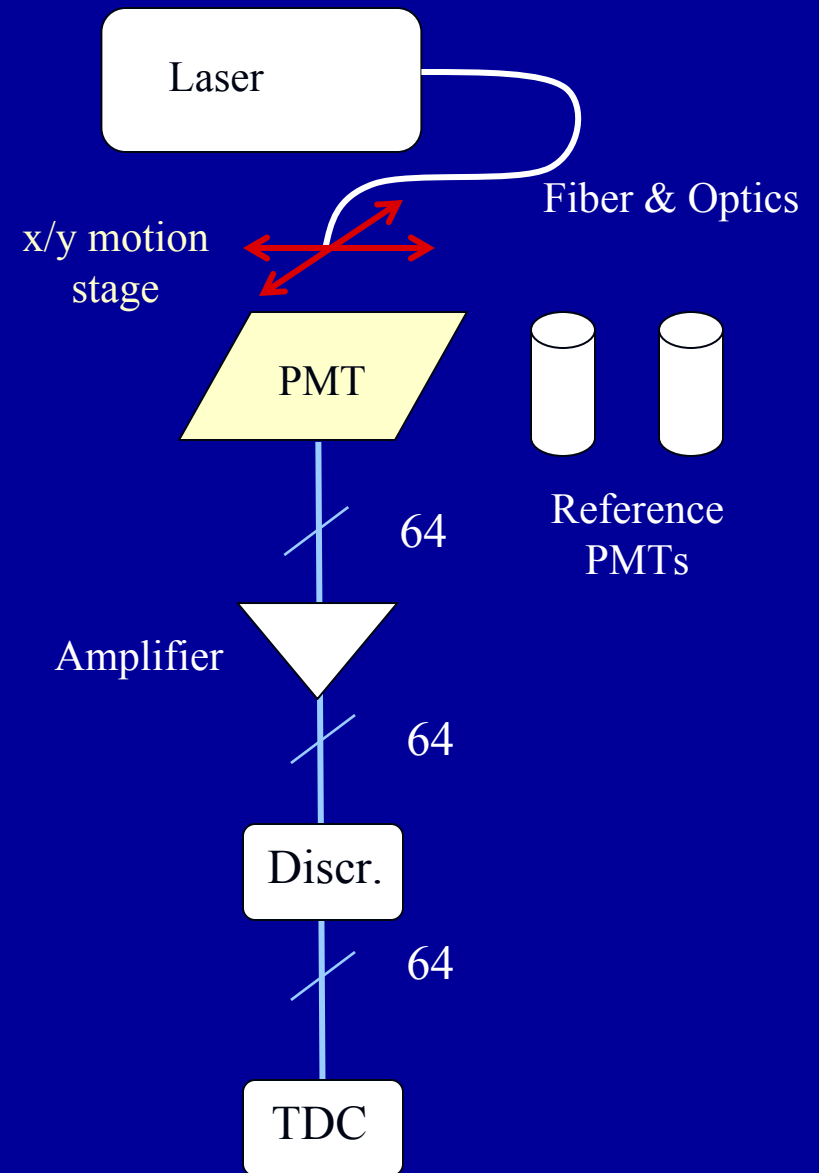 Laser
Fiber & Optics
x/y motion
stage
PMT
64
Reference
PMTs
Amplifier
64
Discr.
64
TDC